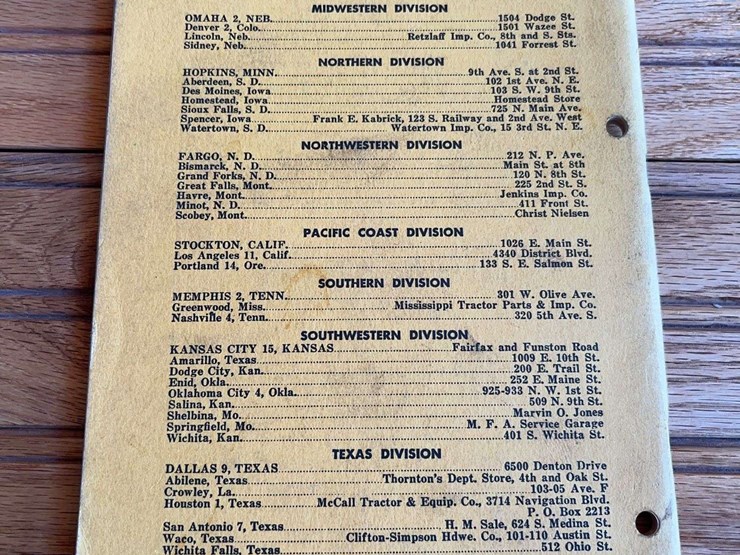 MIDWESTERN DIVISION
OMAHA 2, NEB. 1504 Dodge St.
Denver 2, Colo. 1501 Wazee St.
Lincoln, Neb. Retzlaff Imp. Co., 8th and S. Sts.
Sidney, Neb. 1041 Forrest St.
NORTHERN DIVISION
HOPKINS, MINN. 9th Ave. S. at 2nd St.
Aberdeen, S. D. 102 1st Ave. N. E.
Des Moines, Iowa 103 S. W. 9th St.
Homestead, Iowa Homestead Store
Sioux Falls, S. D. 725 N. Main Ave.
Spencer, Iowa Frank E. Kabrick, 123 S. Railway and 2nd Ave. West
Watertown, S. D. Watertown Imp. Co., 15 3rd St. N. E.
NORTHWESTERN DIVISION
FARGO, N. D. 212 N. P. Ave.
Bismarck, N. D. Main St. at 8th
Grand Forks, N. D. 120 N. 8th St.
Great Falls, Mont. 225 2nd St. S.
Havre, Mont. Jenkins Imp. Co.
Minot, N. D. 411 Front St.
Scobey, Mont. Christ Nielsen
PACIFIC COAST DIVISION
STOCKTON, CALIF. 1026 E. Main St.
Los Angeles 11, Calif. 4340 District Blvd.
Portland 14, Ore. 133 S. E. Salmon St.
SOUTHERN DIVISION
MEMPHIS 2, TENN. 301 W. Olive Ave.
Greenwood, Miss. Mississippi Tractor Parts & Imp. Co.
Nashville 4, Tenn. 320 5th Ave. S.
SOUTHWESTERN DIVISION
KANSAS CITY 15, KANSAS Fairfax and Funston Road
Amarillo, Texas 1009 E. 10th St.
Dodge City, Kan. 200 E. Trail St.
Enid, Okla. 252 E. Maine St.
Oklahoma City 4, Okla. 925-933 N. W. 1st St.
Salina, Kan. 509 N. 9th St.
Shelbina, Mo. Marvin O. Jones
Springfield, Mo. M. F. A. Service Garage
Wichita, Kan. 401 S. Wichita St.
TEXAS DIVISION
DALLAS 9, TEXAS 6500 Denton Drive
Abilene, Texas Thornton's Dept. Store, 4th and Oak St.
Crowley, La. 103-05 Ave. F
Houston 1, Texas McCall Tractor & Equip. Co., 3714 Navigation Blvd.
P. O. Box 2213
San Antonio 7, Texas H. M. Sale, 624 S. Medina St.
Waco, Texas Clifton-Simpson Hdwe. Co., 101-110 Austin St.
Wichita Falls, Texas 512 Ohio St.